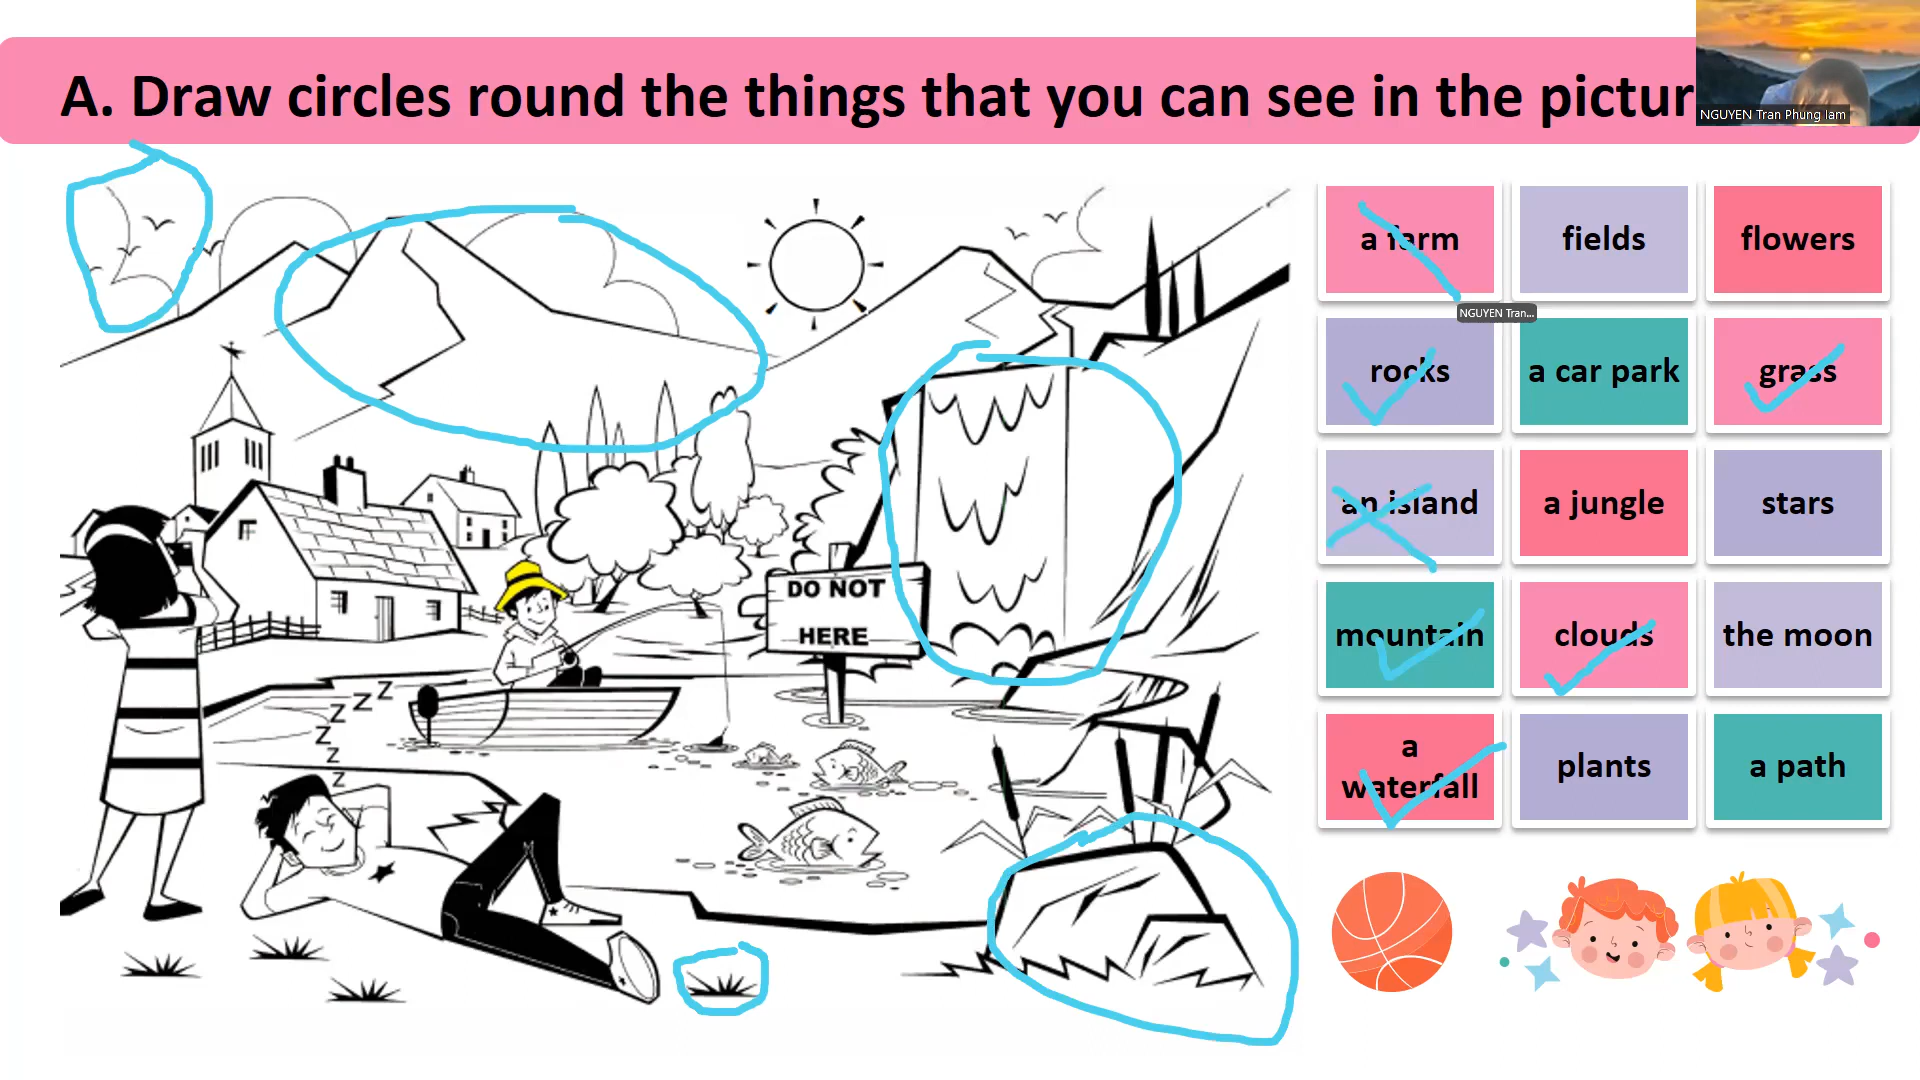 A. Draw circles round the things that you can see in the pictur
NGUYEN Tran Phung lam
a farm
fields
flowers
NGUYEN Tran...
rocks
a car park
grass
an island
a jungle
stars
mountain
clouds
the moon
a
waterfall
plants
a path
DO NOT
HERE
Z
Z
Z
Z
Z
Z